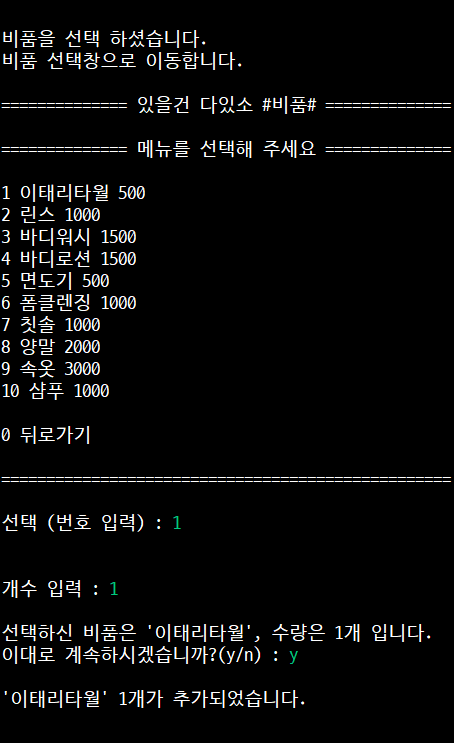 비품을 선택 하셨습니다.
비품 선택창으로 이동합니다.
============== 있을건 다있소 #비품# ==============
============== 메뉴를 선택해 주세요 ==============
1 이태리타월 500
2 린스 1000
3 바디워시 1500
4 바디로션 1500
5 면도기 500
6 폼클렌징 1000
7 칫솔 1000
8 양말 2000
9 속옷 3000
10 샴푸 1000
0 뒤로가기
==================================================
선택 (번호 입력) : 1
개수 입력 : 1
선택하신 비품은 '이태리타월', 수량은 1개 입니다.
이대로 계속하시겠습니까?(y/n) : y
'이태리타월' 1개가 추가되었습니다.